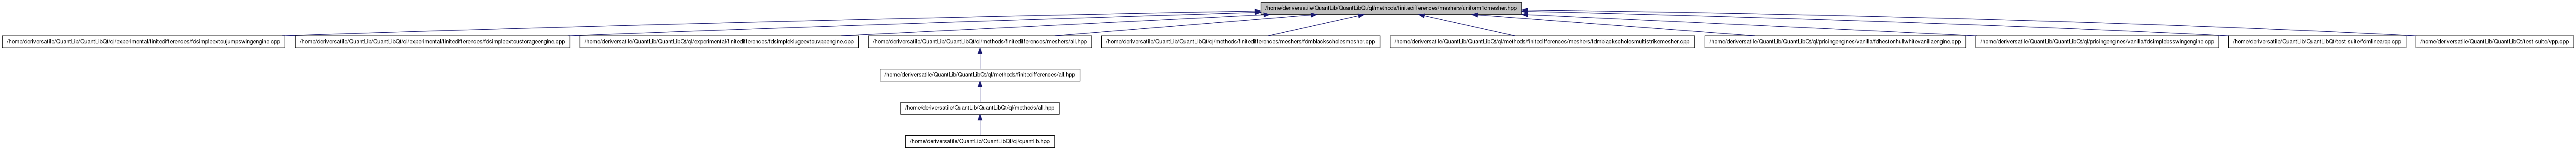 /home/deriversatile/QuantLib/QuantLibQt/ql/methods/finitedifferences/meshers/uniform1dmesher.hpp
/home/deriversatile/QuantLib/QuantLibQt/ql/experimental/finitedifferences/fdsimpleextoujumpswingengine.cpp
/home/deriversatile/QuantLib/QuantLibQt/ql/experimental/finitedifferences/fdsimpleextoustorageengine.cpp
/home/deriversatile/QuantLib/QuantLibQt/ql/experimental/finitedifferences/fdsimpleklugeextouvppengine.cpp
/home/deriversatile/QuantLib/QuantLibQt/ql/methods/finitedifferences/meshers/all.hpp
/home/deriversatile/QuantLib/QuantLibQt/ql/methods/finitedifferences/meshers/fdmblackscholesmesher.cpp
/home/deriversatile/QuantLib/QuantLibQt/ql/methods/finitedifferences/meshers/fdmblackscholesmultistrikemesher.cpp
/home/deriversatile/QuantLib/QuantLibQt/ql/pricingengines/vanilla/fdhestonhullwhitevanillaengine.cpp
/home/deriversatile/QuantLib/QuantLibQt/ql/pricingengines/vanilla/fdsimplebsswingengine.cpp
/home/deriversatile/QuantLib/QuantLibQt/test-suite/fdmlinearop.cpp
/home/deriversatile/QuantLib/QuantLibQt/test-suite/vpp.cpp
/home/deriversatile/QuantLib/QuantLibQt/ql/methods/finitedifferences/all.hpp
/home/deriversatile/QuantLib/QuantLibQt/ql/methods/all.hpp
/home/deriversatile/QuantLib/QuantLibQt/ql/quantlib.hpp